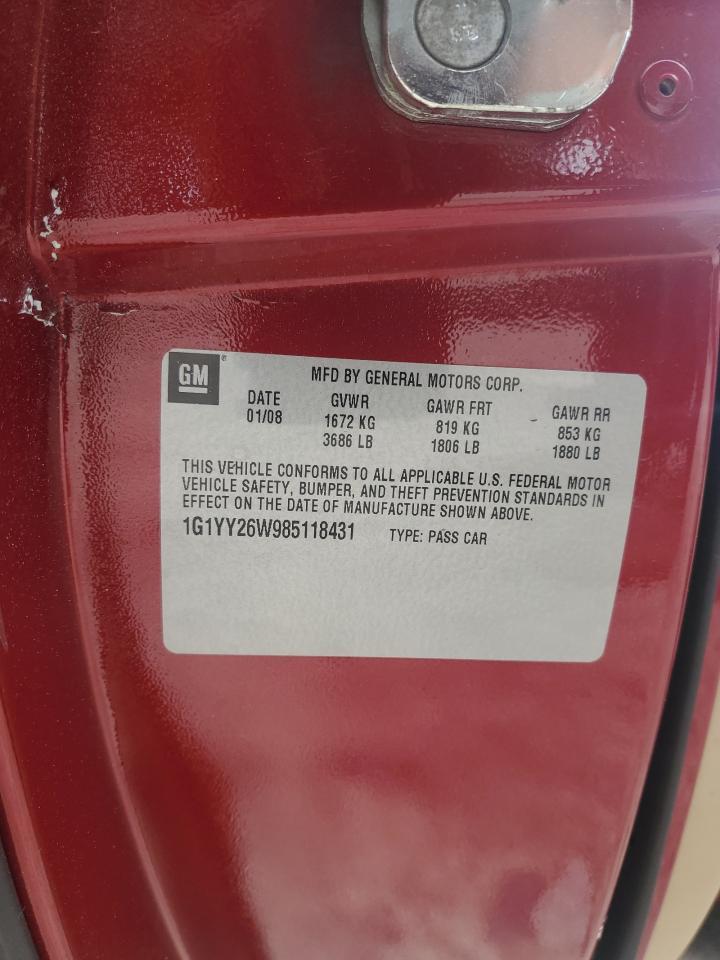 GM
MFD BY GENERAL MOTORS CORP.
DATE GVWR GAWR FRT GAWR RR
01/08 1672 KG 819 KG 853 KG
3686 LB 1806 LB 1880 LB
THIS VEHICLE CONFORMS TO ALL APPLICABLE U.S. FEDERAL MOTOR
VEHICLE SAFETY, BUMPER, AND THEFT PREVENTION STANDARDS IN
EFFECT ON THE DATE OF MANUFACTURE SHOWN ABOVE.
1G1YY26W985118431 TYPE: PASS CAR